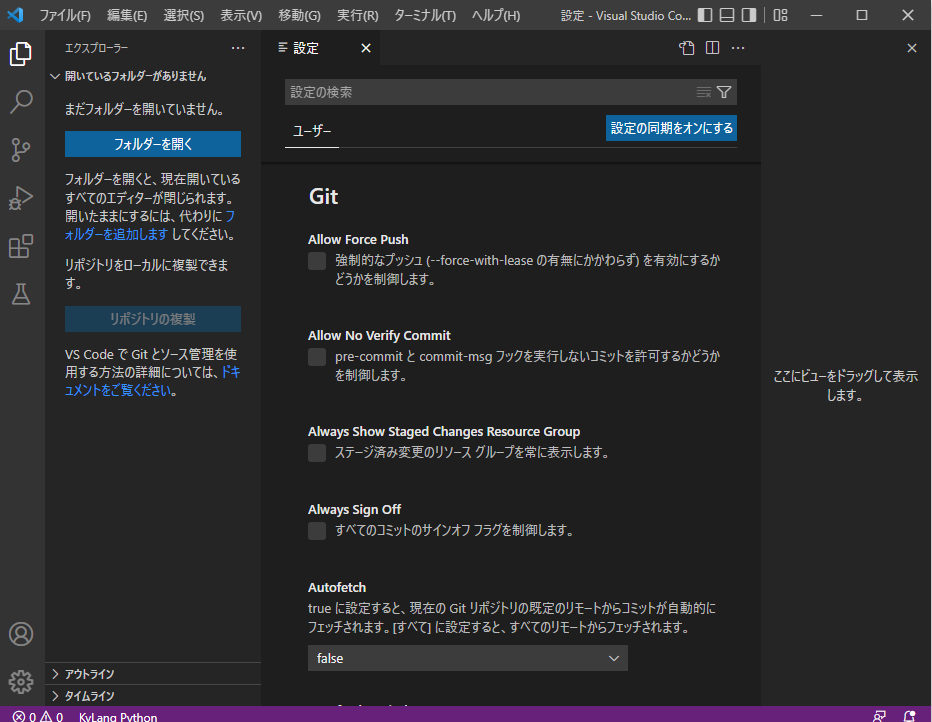 ファイル(F) 編集(E) 選択(S) 表示(V) 移動(G) 実行(R) ターミナル(T) ヘルプ(H) 設定 - Visual Studio Co...
エクスプローラー
開いているフォルダーがありません
まだフォルダーを開いていません。
フォルダーを開く
フォルダーを開くと、現在開いている
すべてのエディターが閉じられます。
開いたままにするには、代わりに フ
ォルダーを追加します してください。
リポジトリをローカルに複製できま
す。
リポジトリの複製
VS Code で Git とソース管理を使
用する方法の詳細については、ドキ
ュメントをご覧ください。
アウトライン
タイムライン
設定
設定の検索
ユーザー
設定の同期をオンにする
Git
Allow Force Push
強制的なプッシュ (--force-with-lease の有無にかかわらず) を有効にするか
どうかを制御します。
Allow No Verify Commit
pre-commit と commit-msg フックを実行しないコミットを許可するかどうか
を制御します。
Always Show Staged Changes Resource Group
ステージ済み変更のリソース グループを常に表示します。
Always Sign Off
すべてのコミットのサインオフ フラグを制御します。
Autofetch
true に設定すると、現在の Git リポジトリの既定のリモートからコミットが自動的に
フェッチされます。[すべて] に設定すると、すべてのリモートからフェッチされます。
false
ここにビューをドラッグして表示
します。
0 0 KvLang Python